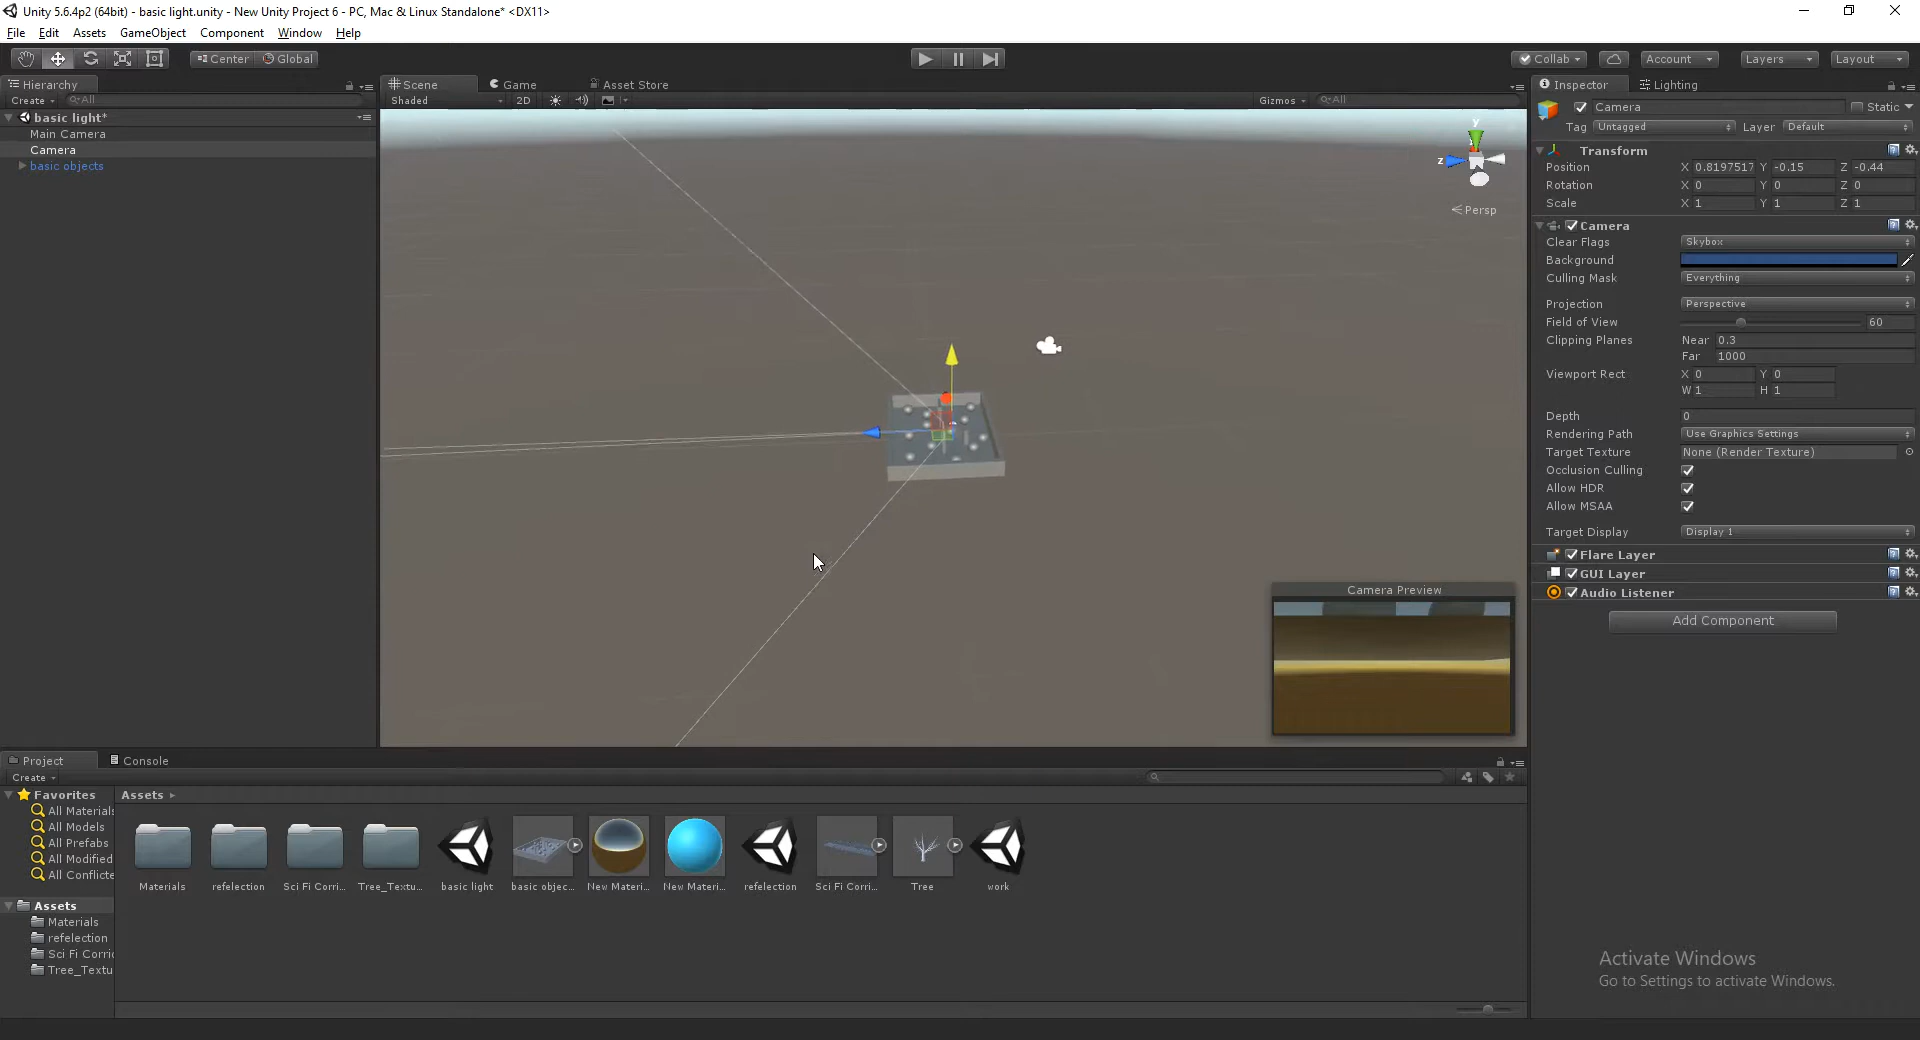 Unity 5.6.4p2 (64bit) - basic light.unity - New Unity Project 6 - PC, Mac & Linux Standalone* <DX11>
File Edit Assets GameObject Component Window Help
Center Global
Collab Account Layers Layout
Hierarchy
Create All
basic light*
Main Camera
Camera
basic objects
Scene Game Asset Store
Shaded 2D Gizmos All
y
z
Persp
Camera Preview
Inspector Lighting
Camera Static
Tag Untagged Layer Default
Transform
Position X 0.8197517 Y -0.15 Z -0.44
Rotation X 0 Y 0 Z 0
Scale X 1 Y 1 Z 1
Camera
Clear Flags Skybox
Background
Culling Mask Everything
Projection Perspective
Field of View 60
Clipping Planes Near 0.3
Far 1000
Viewport Rect X 0 Y 0
W 1 H 1
Depth 0
Rendering Path Use Graphics Settings
Target Texture None (Render Texture)
Occlusion Culling
Allow HDR
Allow MSAA
Target Display Display 1
Flare Layer
GUI Layer
Audio Listener
Add Component
Project Console
Create
Favorites
All Materials
All Models
All Prefabs
All Modified
All Conflicte
Assets
Materials
refelection
Sci Fi Corri
Tree_Textu
Assets
Materials refelection Sci Fi Corri... Tree_Textu... basic light basic objec... New Materi... New Materi... refelection Sci Fi Corri... Tree work
Activate Windows
Go to Settings to activate Windows.